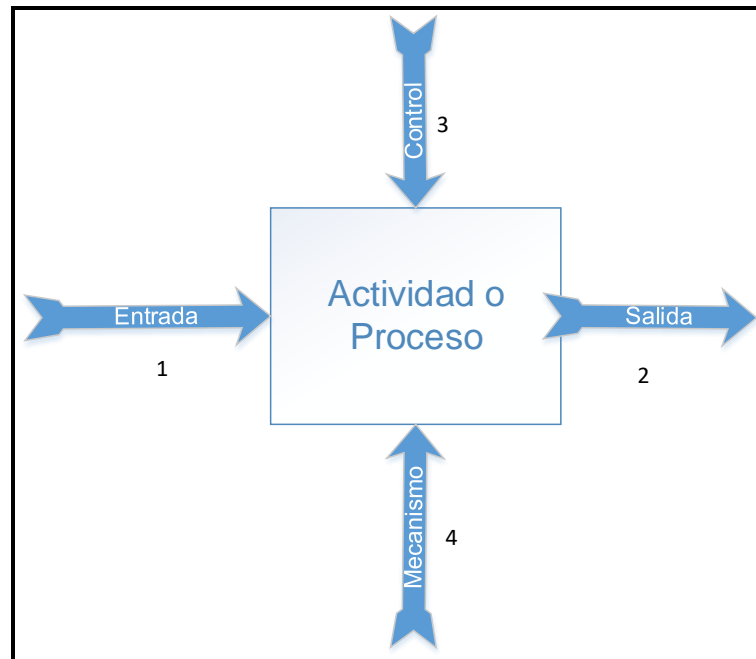 Control
3
Actividad o
Proceso
Entrada
Salida
1
2
Mecanismo
4